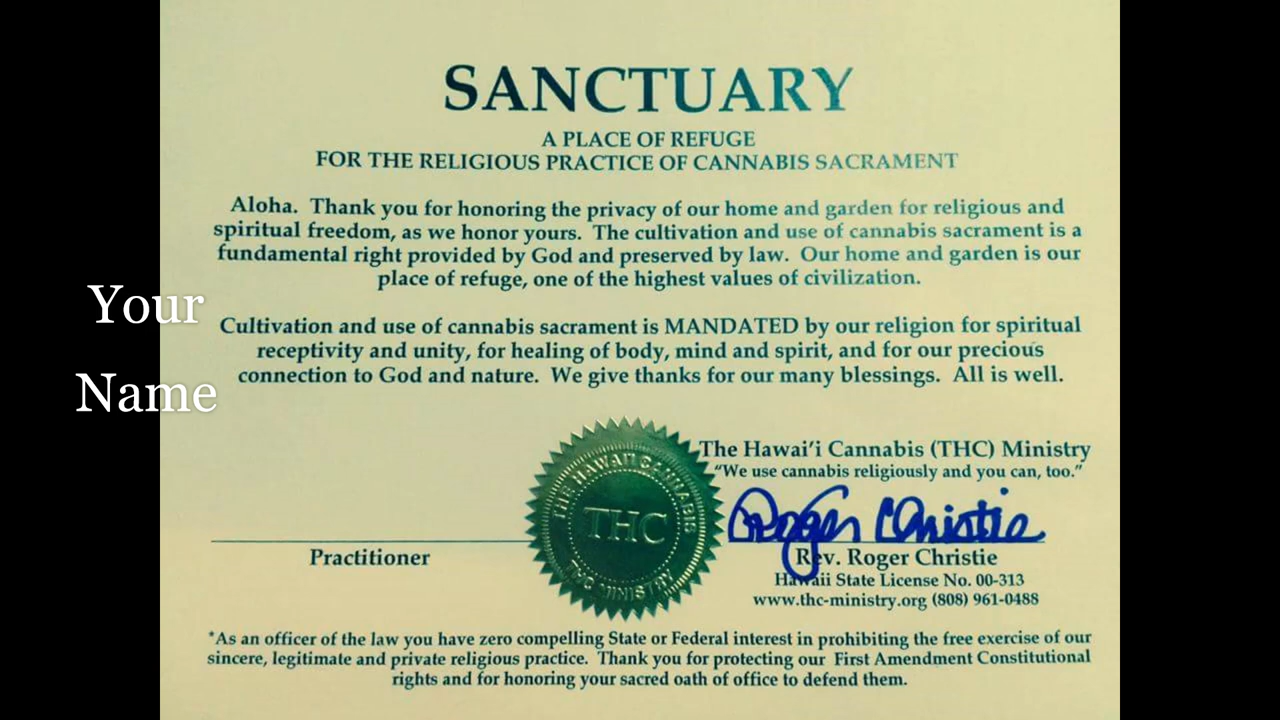 SANCTUARY
A PLACE OF REFUGE
FOR THE RELIGIOUS PRACTICE OF CANNABIS SACRAMENT
Aloha. Thank you for honoring the privacy of our home and garden for religious and
spiritual freedom, as we honor yours. The cultivation and use of cannabis sacrament is a
fundamental right provided by God and preserved by law. Our home and garden is our
place of refuge, one of the highest values of civilization.
Your
Name
Cultivation and use of cannabis sacrament is MANDATED by our religion for spiritual
receptivity and unity, for healing of body, mind and spirit, and for our precious
connection to God and nature. We give thanks for our many blessings. All is well.
THE HAWAI'I CANNABIS
THC
THC MINISTRY
The Hawai'i Cannabis (THC) Ministry
"We use cannabis religiously and you can, too."
Roger Christie
Practitioner
Rev. Roger Christie
Hawaii State License No. 00-313
www.thc-ministry.org (808) 961-0488
*As an officer of the law you have zero compelling State or Federal interest in prohibiting the free exercise of our
sincere, legitimate and private religious practice. Thank you for protecting our First Amendment Constitutional
rights and for honoring your sacred oath of office to defend them.